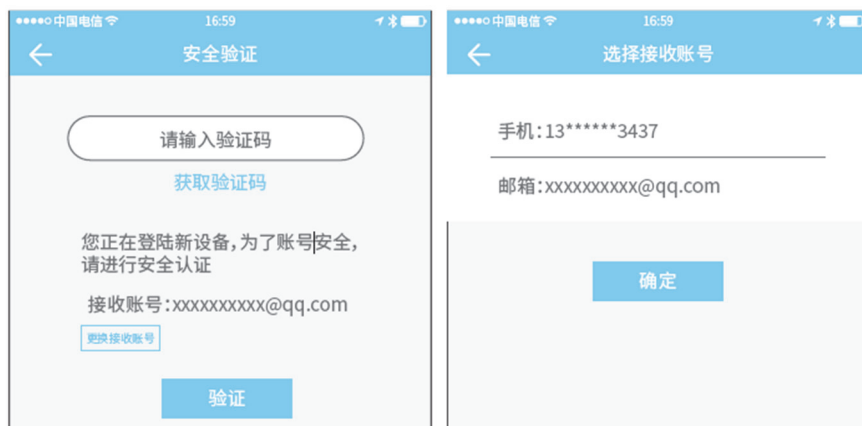 中国电信 16:59
安全验证
请输入验证码
获取验证码
您正在登陆新设备,为了账号安全,
请进行安全认证
接收账号:xxxxxxxxxx@qq.com
更换接收账号
验证
中国电信 16:59
选择接收账号
手机:13******3437
邮箱:xxxxxxxxxx@qq.com
确定